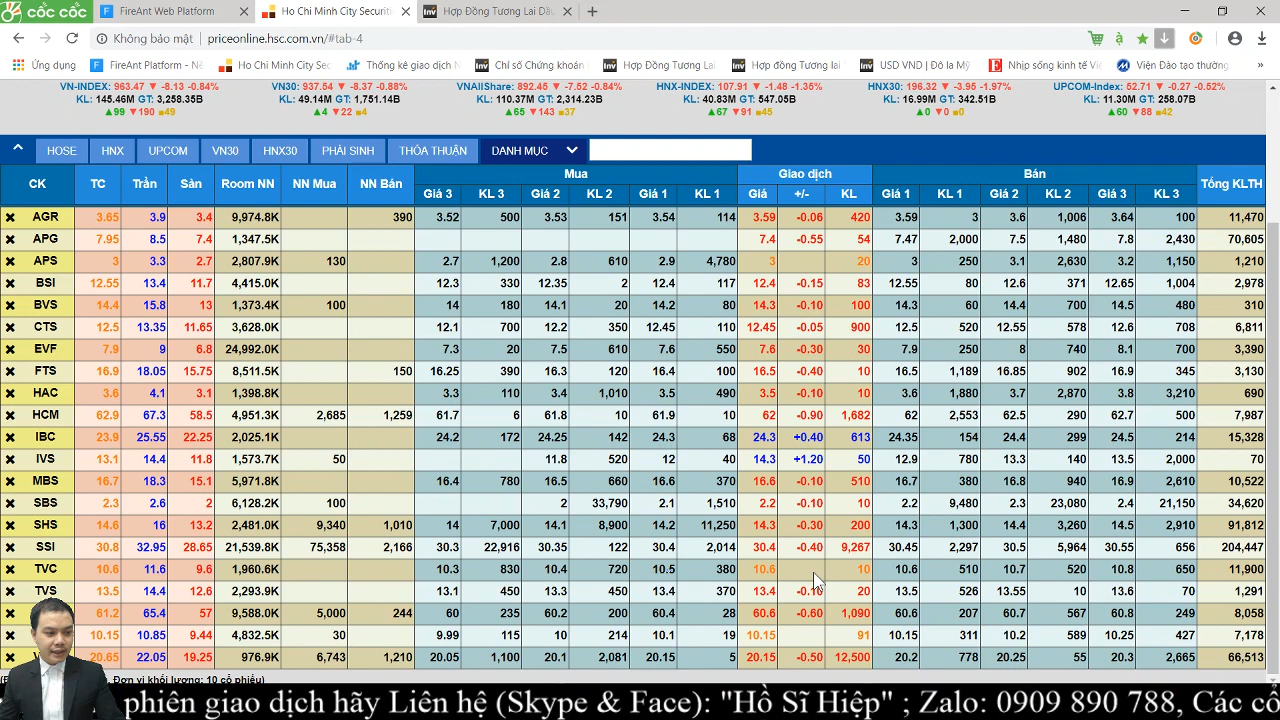 cốc cốc
FireAnt Web Platform
Ho Chi Minh City Securiti
Hợp Đồng Tương Lai Dầu
Không bảo mật
priceonline.hsc.com.vn/#tab-4
Ứng dụng
FireAnt Platform - Nề
Ho Chi Minh City Sec
Thống kê giao dịch N
Chỉ số Chứng khoán
Hợp Đồng Tương Lai
Hợp đồng tương lai
USD VND | Đô la Mỹ
Nhịp sống kinh tế Vi
Viện Đào tạo thường
VN-INDEX: 963.47 ▼ -8.13 -0.84%
KL: 145.46M GT: 3,258.35B
▲99 ▼190 ■49
VN30: 937.54 ▼ -8.37 -0.88%
KL: 49.14M GT: 1,751.14B
▲4 ▼22 ■4
VNAllShare: 892.45 ▼ -7.52 -0.84%
KL: 110.37M GT: 2,314.23B
▲65 ▼143 ■37
HNX-INDEX: 107.91 ▼ -1.48 -1.35%
KL: 40.83M GT: 547.05B
▲67 ▼91 ■45
HNX30: 196.32 ▼ -3.95 -1.97%
KL: 16.99M GT: 342.51B
▲0 ▼0 ■0
UPCOM-Index: 52.71 ▼ -0.27 -0.52%
KL: 11.30M GT: 258.07B
▲60 ▼88 ■42
HOSE HNX UPCOM VN30 HNX30 PHÁI SINH THỎA THUẬN DANH MỤC
CK TC Trần Sàn Room NN NN Mua NN Bán Mua Giao dịch Bán Tổng KLTH
Giá 3 KL 3 Giá 2 KL 2 Giá 1 KL 1 Giá +/- KL Giá 1 KL 1 Giá 2 KL 2 Giá 3 KL 3
AGR 3.65 3.9 3.4 9,974.8K 390 3.52 500 3.53 151 3.54 114 3.59 -0.06 420 3.59 3 3.6 1,006 3.64 100 11,470
APG 7.95 8.5 7.4 1,347.5K 7.4 -0.55 54 7.47 2,000 7.5 1,480 7.8 2,430 70,605
APS 3 3.3 2.7 2,807.9K 130 2.7 1,200 2.8 610 2.9 4,780 3 20 3 250 3.1 2,630 3.2 1,150 1,210
BSI 12.55 13.4 11.7 4,415.0K 12.3 330 12.35 2 12.4 117 12.4 -0.15 83 12.55 80 12.6 371 12.65 1,004 2,978
BVS 14.4 15.8 13 1,373.4K 100 14 180 14.1 20 14.2 80 14.3 -0.10 100 14.3 60 14.4 700 14.5 480 310
CTS 12.5 13.35 11.65 3,628.0K 12.1 700 12.2 350 12.45 110 12.45 -0.05 900 12.5 520 12.55 578 12.6 708 6,811
EVF 7.9 9 6.8 24,992.0K 7.3 20 7.5 610 7.6 550 7.6 -0.30 30 7.9 250 8 740 8.1 700 3,390
FTS 16.9 18.05 15.75 8,511.5K 150 16.25 390 16.3 120 16.4 100 16.5 -0.40 10 16.5 1,189 16.85 902 16.9 345 3,130
HAC 3.6 4.1 3.1 1,398.8K 3.3 110 3.4 1,010 3.5 490 3.5 -0.10 10 3.6 1,880 3.7 2,870 3.8 3,210 690
HCM 62.9 67.3 58.5 4,951.3K 2,685 1,259 61.7 6 61.8 10 61.9 10 62 -0.90 1,682 62 2,553 62.5 290 62.7 500 7,987
IBC 23.9 25.55 22.25 2,025.1K 24.2 172 24.25 142 24.3 68 24.3 +0.40 613 24.35 154 24.4 299 24.5 214 15,328
IVS 13.1 14.4 11.8 1,573.7K 50 11.8 520 12 40 14.3 +1.20 50 12.9 780 13.3 140 13.5 2,000 70
MBS 16.7 18.3 15.1 5,971.8K 16.4 780 16.5 660 16.6 370 16.6 -0.10 510 16.7 380 16.8 940 16.9 2,610 10,522
SBS 2.3 2.6 2 6,128.2K 100 2 33,790 2.1 1,510 2.2 -0.10 10 2.2 9,480 2.3 23,080 2.4 21,150 34,620
SHS 14.6 16 13.2 2,481.0K 9,340 1,010 14 7,000 14.1 8,900 14.2 11,250 14.3 -0.30 200 14.3 1,300 14.4 3,260 14.5 2,910 91,812
SSI 30.8 32.95 28.65 21,539.8K 75,358 2,166 30.3 22,916 30.35 122 30.4 2,014 30.4 -0.40 9,267 30.45 2,297 30.5 5,964 30.55 656 204,447
TVC 10.6 11.6 9.6 1,960.6K 10.3 830 10.4 720 10.5 380 10.6 10 10.6 510 10.7 520 10.8 650 11,900
TVS 13.5 14.4 12.6 2,293.9K 13.1 450 13.3 450 13.4 370 13.4 -0.10 20 13.5 526 13.55 10 13.6 70 1,291
61.2 65.4 57 9,588.0K 5,000 244 60 235 60.2 200 60.4 28 60.6 -0.60 1,090 60.6 207 60.7 567 60.8 249 8,058
10.15 10.85 9.44 4,832.5K 30 9.99 115 10 214 10.1 19 10.15 91 10.15 311 10.2 589 10.25 427 7,178
20.65 22.05 19.25 976.9K 6,743 1,210 20.05 1,100 20.1 2,081 20.15 5 20.15 -0.50 12,500 20.2 778 20.25 55 20.3 2,665 66,513
Đơn vị khối lượng: 10 cổ phiếu)
phiên giao dịch hãy Liên hệ (Skype & Face): "Hồ Sĩ Hiệp" ; Zalo: 0909 890 788, Các cổ